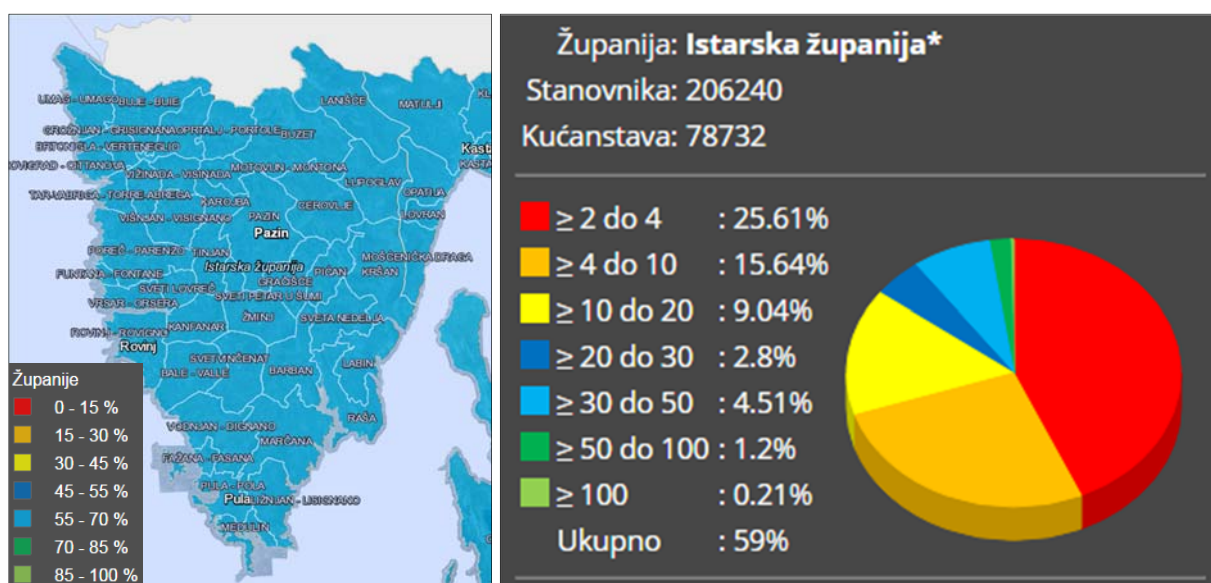 UMAG - UMAGO
BUJE - BUIE
LANIŠĆE
MATULJI
KL
GROŽNJAN - GRISIGNANA
OPRTALJ - PORTOLE
BUZET
BRTONIGLA - VERTENEGLIO
Kast
KASTA
OVIGRAD - CITTANOVA
VIŽINADA - VISINADA
MOTOVUN - MONTONA
LUPOGLAV
OPATIJA
TAR-VABRIGA - TORRE-ABREGA
KAROJBA
CEROVLJE
LOVRAN
VIŠNJAN - VISIGNANO
PAZIN
Pazin
POREČ - PARENZO
TINJAN
MOŠĆENIČKA DRAGA
FUNTANA - FONTANE
Istarska županija
PIĆAN
KRŠAN
GRAČIŠĆE
SVETI LOVREČ
SVETI PETAR U ŠUMI
VRSAR - ORSERA
ŽMINJ
SVETA NEDELJA
ROVINJ - ROVIGNO
KANFANAR
Rovinj
SVETVINČENAT
LABIN
BALE - VALLE
BARBAN
RAŠA
VODNJAN - DIGNANO
MARČANA
FAŽANA - FASANA
PULA - POLA
Pula
LIŽNJAN - LISIGNANO
MEDULIN
Županije
0 - 15 %
15 - 30 %
30 - 45 %
45 - 55 %
55 - 70 %
70 - 85 %
85 - 100 %
Županija: Istarska županija*
Stanovnika: 206240
Kućanstava: 78732
≥ 2 do 4 : 25.61%
≥ 4 do 10 : 15.64%
≥ 10 do 20 : 9.04%
≥ 20 do 30 : 2.8%
≥ 30 do 50 : 4.51%
≥ 50 do 100 : 1.2%
≥ 100 : 0.21%
Ukupno : 59%